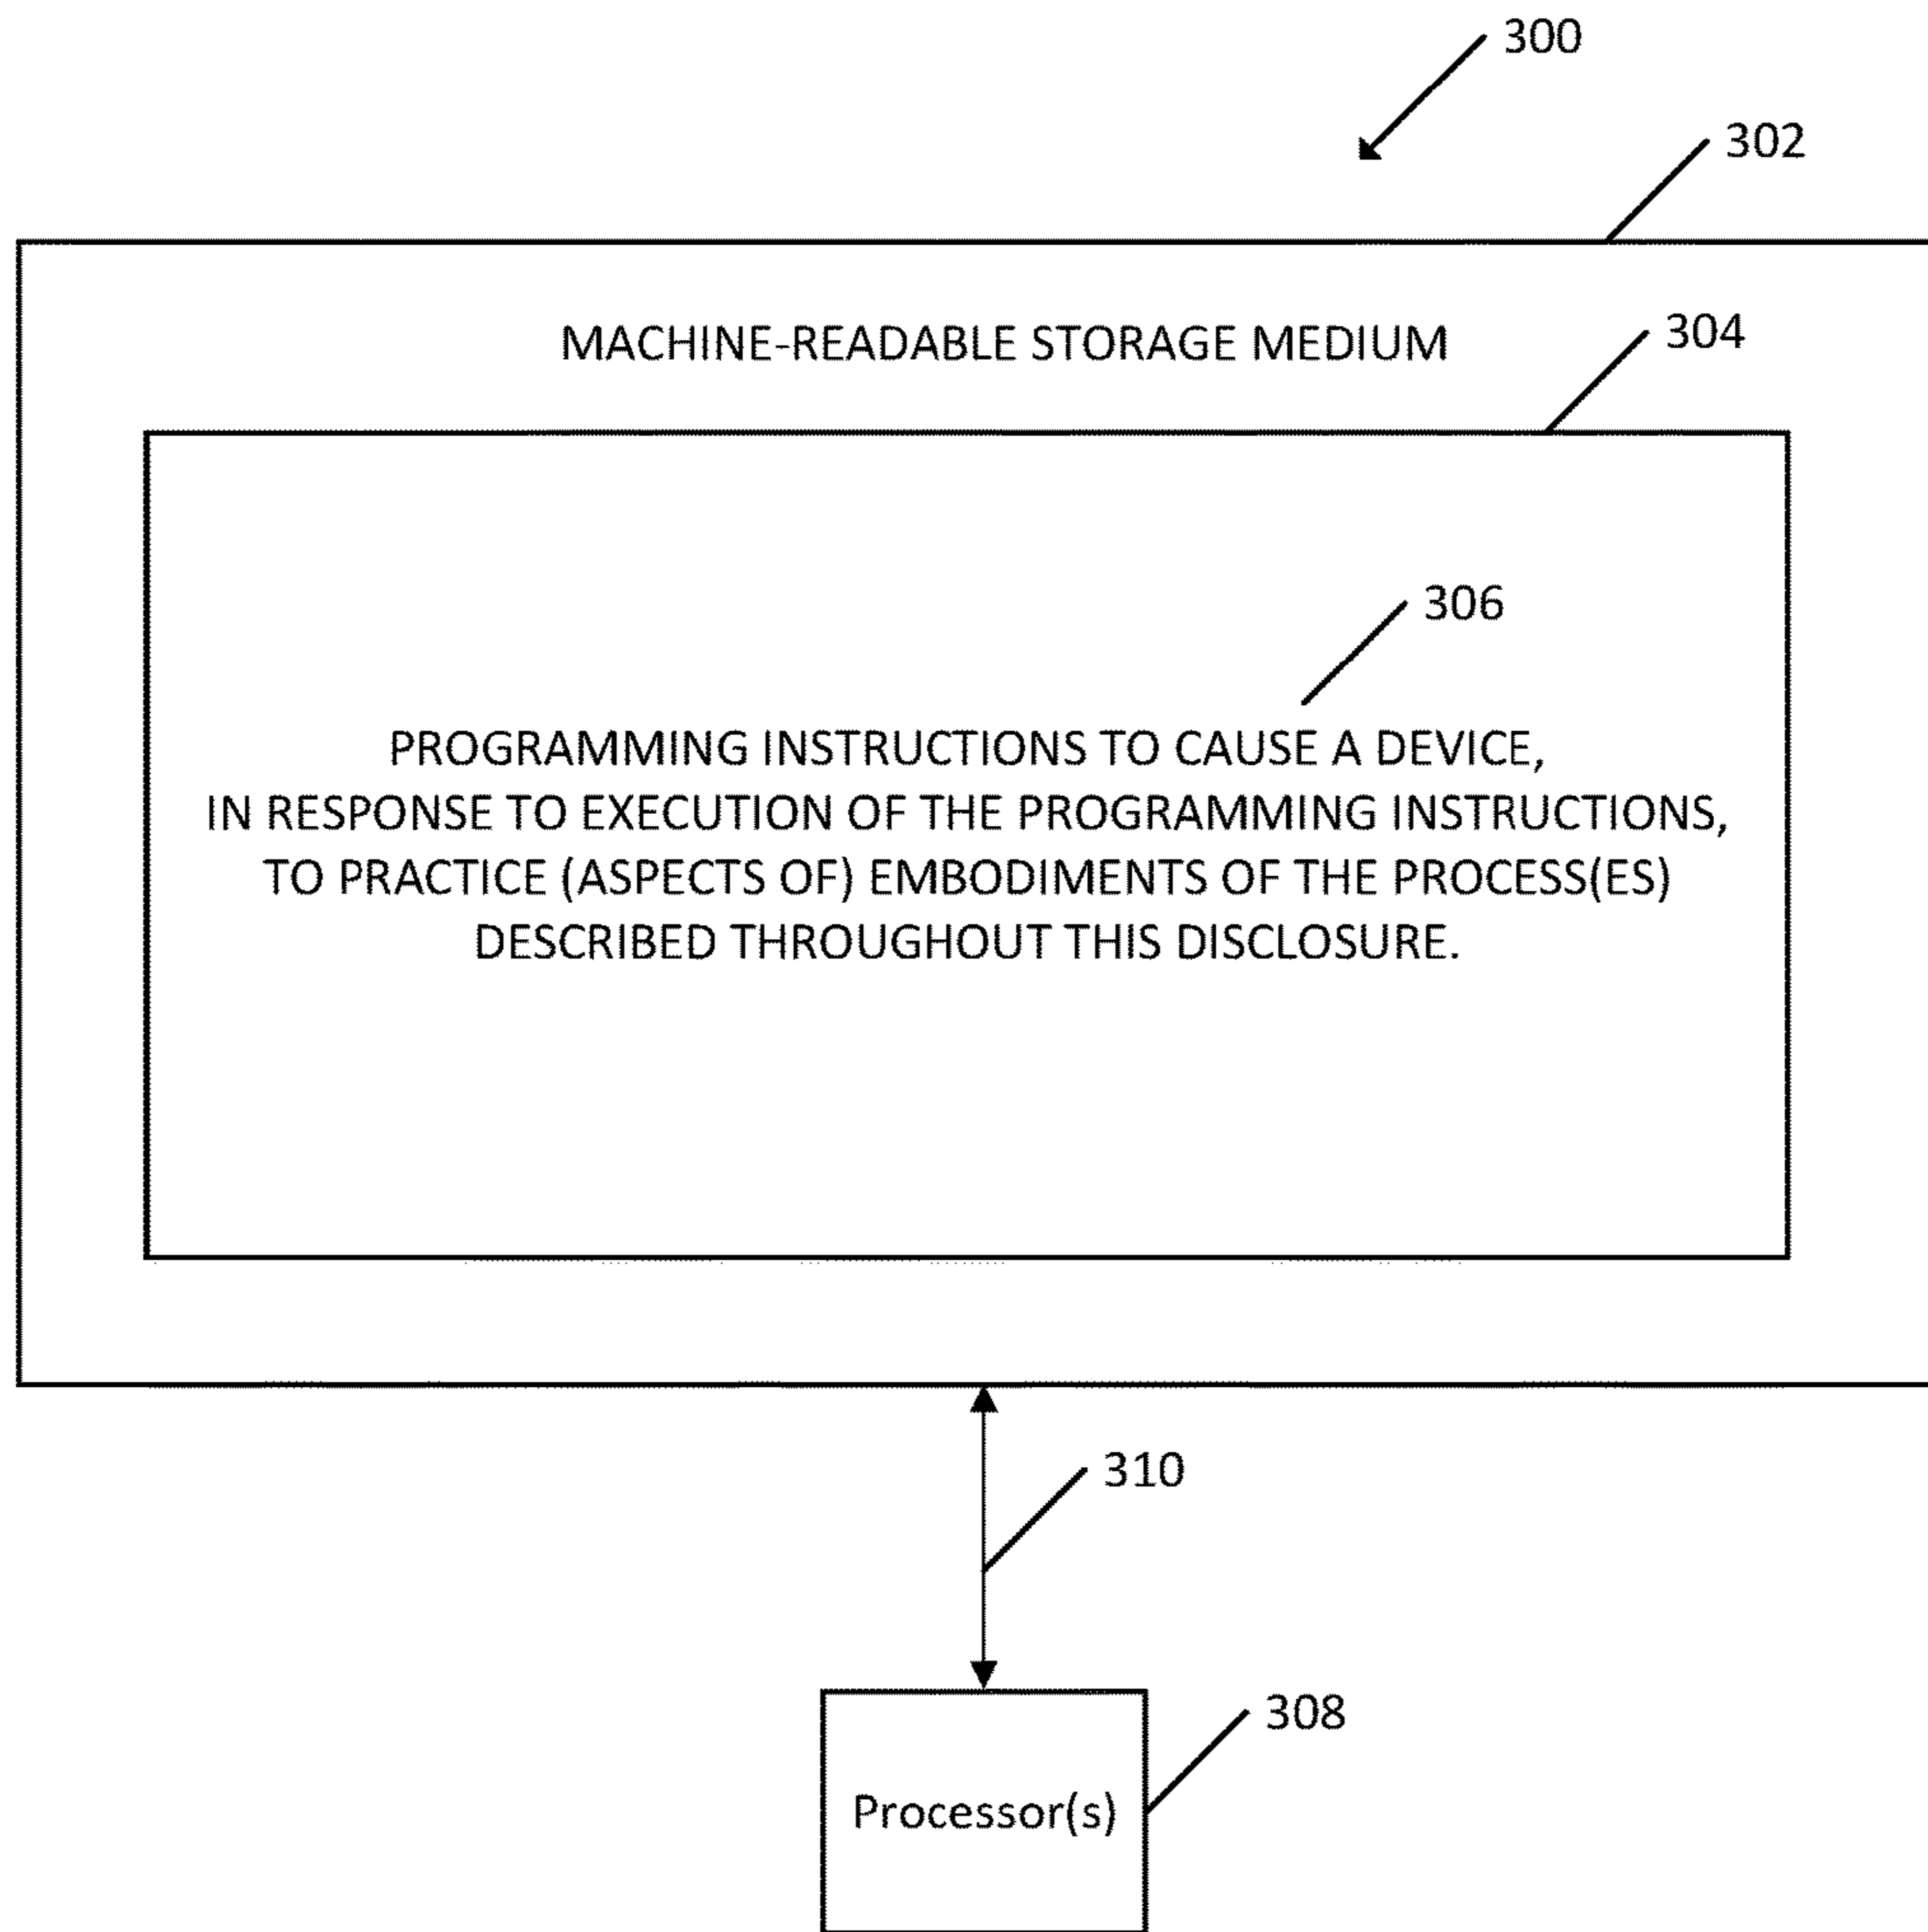 300
302
MACHINE-READABLE STORAGE MEDIUM
304
306
PROGRAMMING INSTRUCTIONS TO CAUSE A DEVICE,
IN RESPONSE TO EXECUTION OF THE PROGRAMMING INSTRUCTIONS,
TO PRACTICE (ASPECTS OF) EMBODIMENTS OF THE PROCESS(ES)
DESCRIBED THROUGHOUT THIS DISCLOSURE.
310
308
Processor(s)